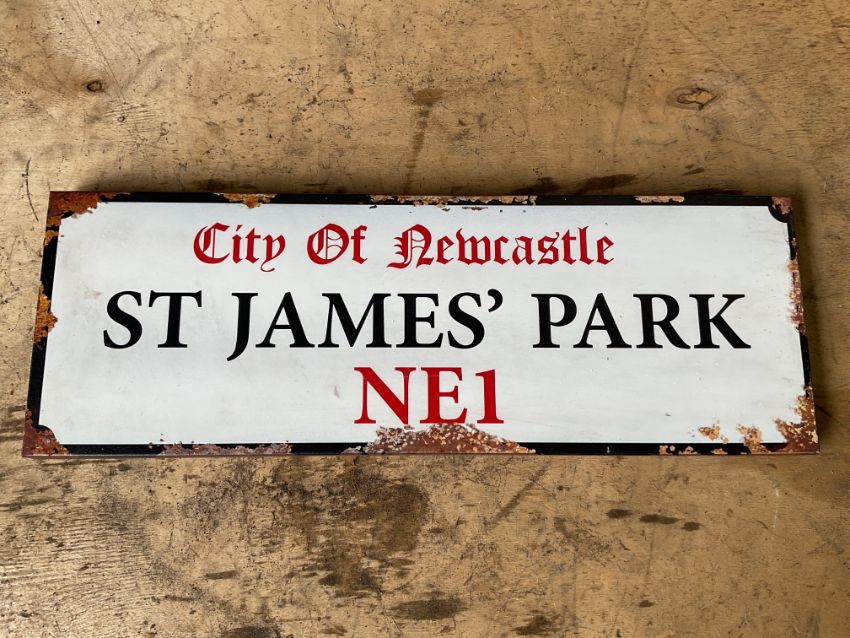 City Of Newcastle
ST JAMES’ PARK
NE1